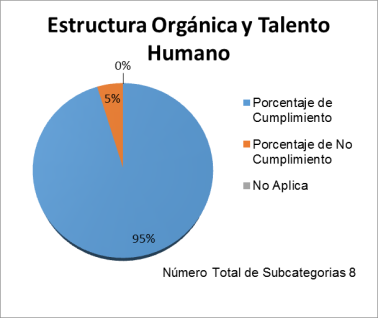 Estructura Orgánica y Talento
Humano
0%
5%
95%
Porcentaje de
Cumplimiento
Porcentaje de No
Cumplimiento
No Aplica
Número Total de Subcategorias 8